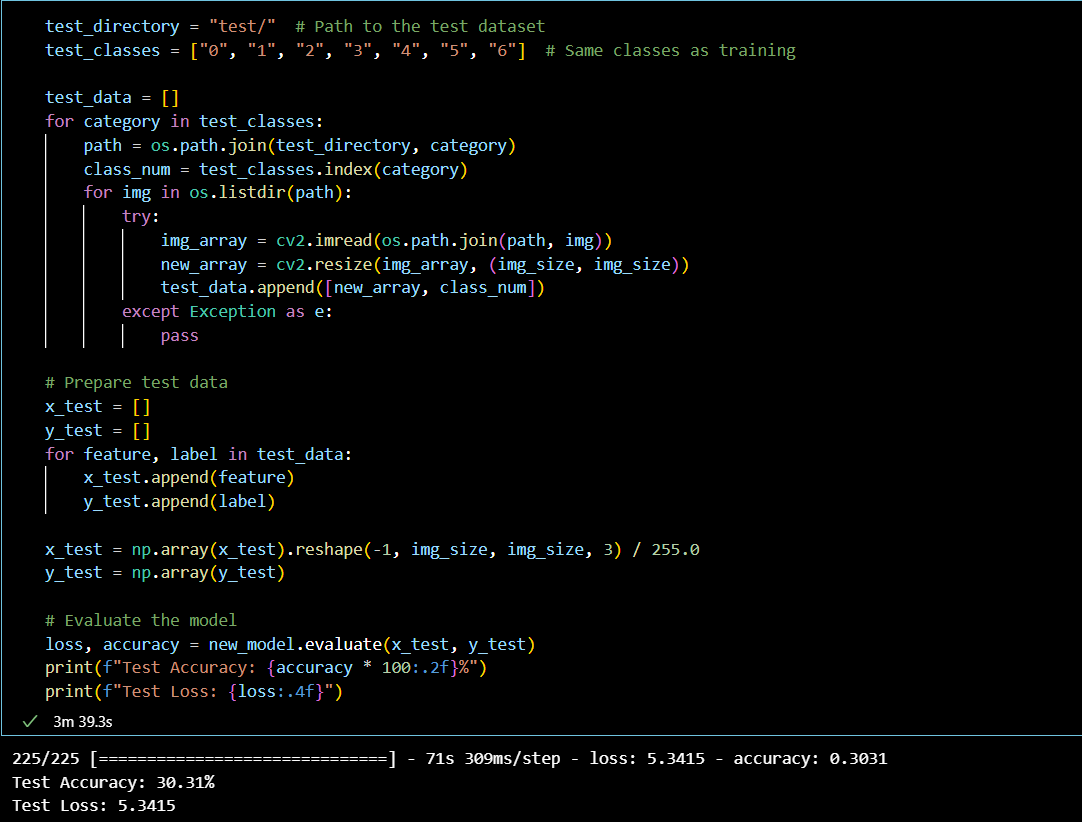 test_directory = "test/"  # Path to the test dataset
test_classes = ["0", "1", "2", "3", "4", "5", "6"]  # Same classes as training

test_data = []
for category in test_classes:
    path = os.path.join(test_directory, category)
    class_num = test_classes.index(category)
    for img in os.listdir(path):
        try:
            img_array = cv2.imread(os.path.join(path, img))
            new_array = cv2.resize(img_array, (img_size, img_size))
            test_data.append([new_array, class_num])
        except Exception as e:
            pass

# Prepare test data
x_test = []
y_test = []
for feature, label in test_data:
    x_test.append(feature)
    y_test.append(label)

x_test = np.array(x_test).reshape(-1, img_size, img_size, 3) / 255.0
y_test = np.array(y_test)

# Evaluate the model
loss, accuracy = new_model.evaluate(x_test, y_test)
print(f"Test Accuracy: {accuracy * 100:.2f}%")
print(f"Test Loss: {loss:.4f}")
✓ 3m 39.3s
225/225 [==============================] - 71s 309ms/step - loss: 5.3415 - accuracy: 0.3031
Test Accuracy: 30.31%
Test Loss: 5.3415